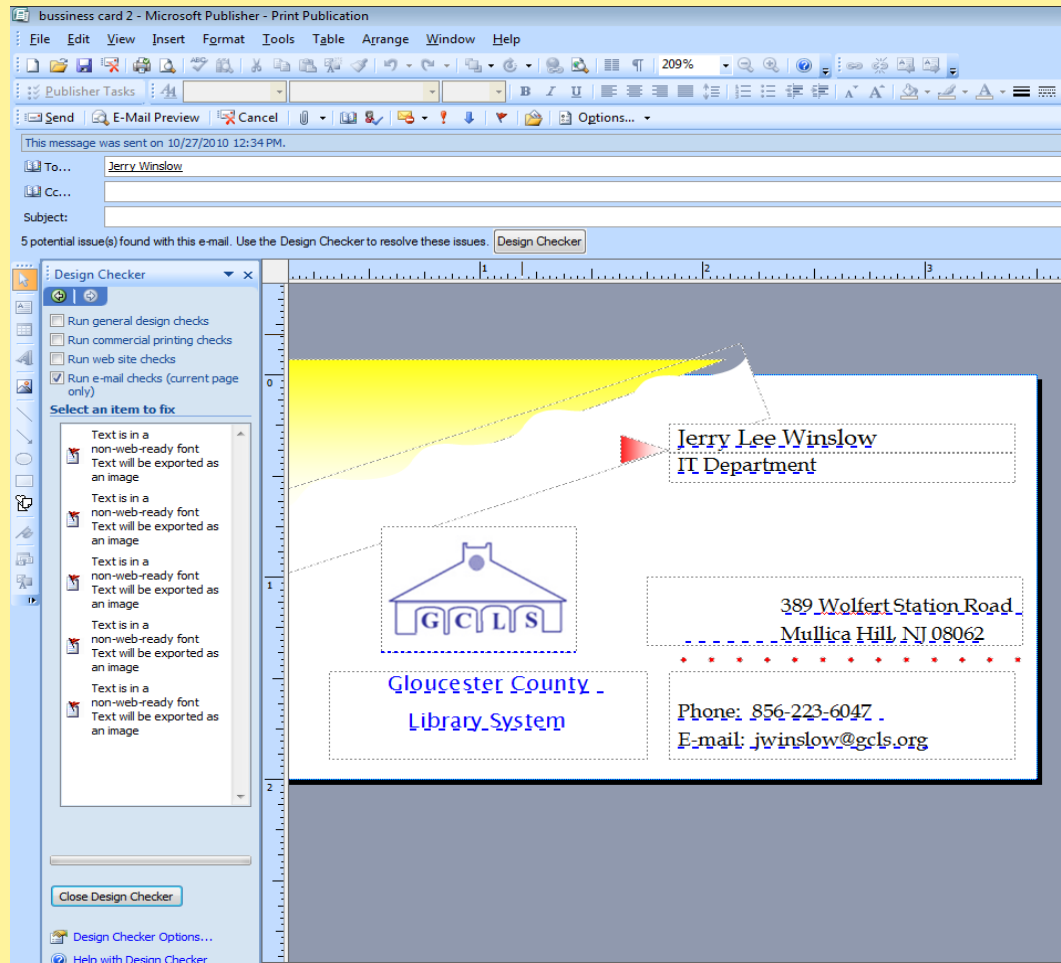 bussiness card 2 - Microsoft Publisher - Print Publication
File Edit View Insert Format Tools Table Arrange Window Help
209%
Publisher Tasks
Send E-Mail Preview Cancel Options...
This message was sent on 10/27/2010 12:34 PM.
To... Jerry Winslow
Cc...
Subject:
5 potential issue(s) found with this e-mail. Use the Design Checker to resolve these issues. Design Checker
Design Checker
Run general design checks
Run commercial printing checks
Run web site checks
Run e-mail checks (current page
only)
Select an item to fix
Text is in a
non-web-ready font
Text will be exported as
an image
Text is in a
non-web-ready font
Text will be exported as
an image
Text is in a
non-web-ready font
Text will be exported as
an image
Text is in a
non-web-ready font
Text will be exported as
an image
Text is in a
non-web-ready font
Text will be exported as
an image
Close Design Checker
Design Checker Options...
Help with Design Checker
1 2 3
0
1
2
Jerry Lee Winslow
IT Department
GCLS
389 Wolfert Station Road
Mullica Hill, NJ 08062
Gloucester County
Library System
Phone: 856-223-6047
E-mail: jwinslow@gcls.org